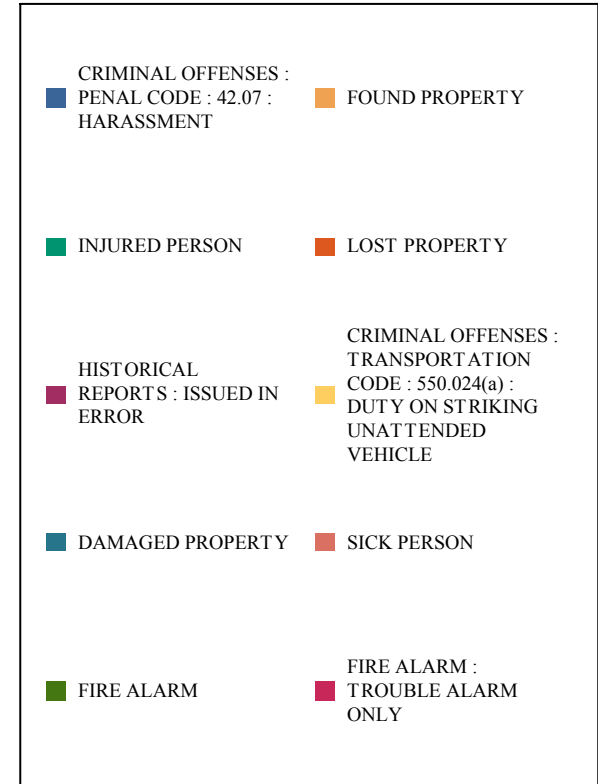 CRIMINAL OFFENSES :
PENAL CODE : 42.07 :
HARASSMENT
FOUND PROPERTY
INJURED PERSON
LOST PROPERTY
HISTORICAL
REPORTS : ISSUED IN
ERROR
CRIMINAL OFFENSES :
TRANSPORTATION
CODE : 550.024(a) :
DUTY ON STRIKING
UNATTENDED
VEHICLE
DAMAGED PROPERTY
SICK PERSON
FIRE ALARM
FIRE ALARM :
TROUBLE ALARM
ONLY